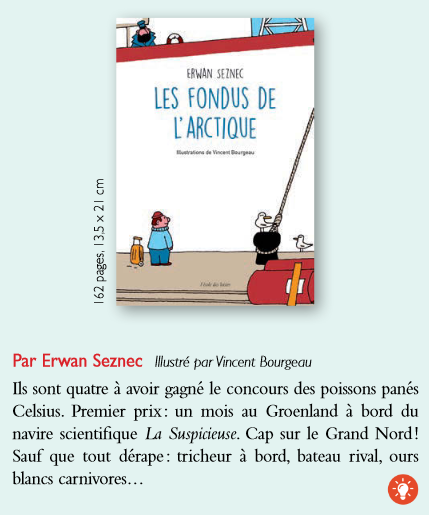 ERWAN SEZNEC
LES FONDUS DE
L'ARCTIQUE
Illustrations de Vincent Bourgeau
l'école des loisirs
162 pages, 13,5 x 21 cm
Par Erwan Seznec Illustré par Vincent Bourgeau
Ils sont quatre à avoir gagné le concours des poissons panés
Celsius. Premier prix : un mois au Groenland à bord du
navire scientifique La Suspicieuse. Cap sur le Grand Nord !
Sauf que tout dérape : tricheur à bord, bateau rival, ours
blancs carnivores…